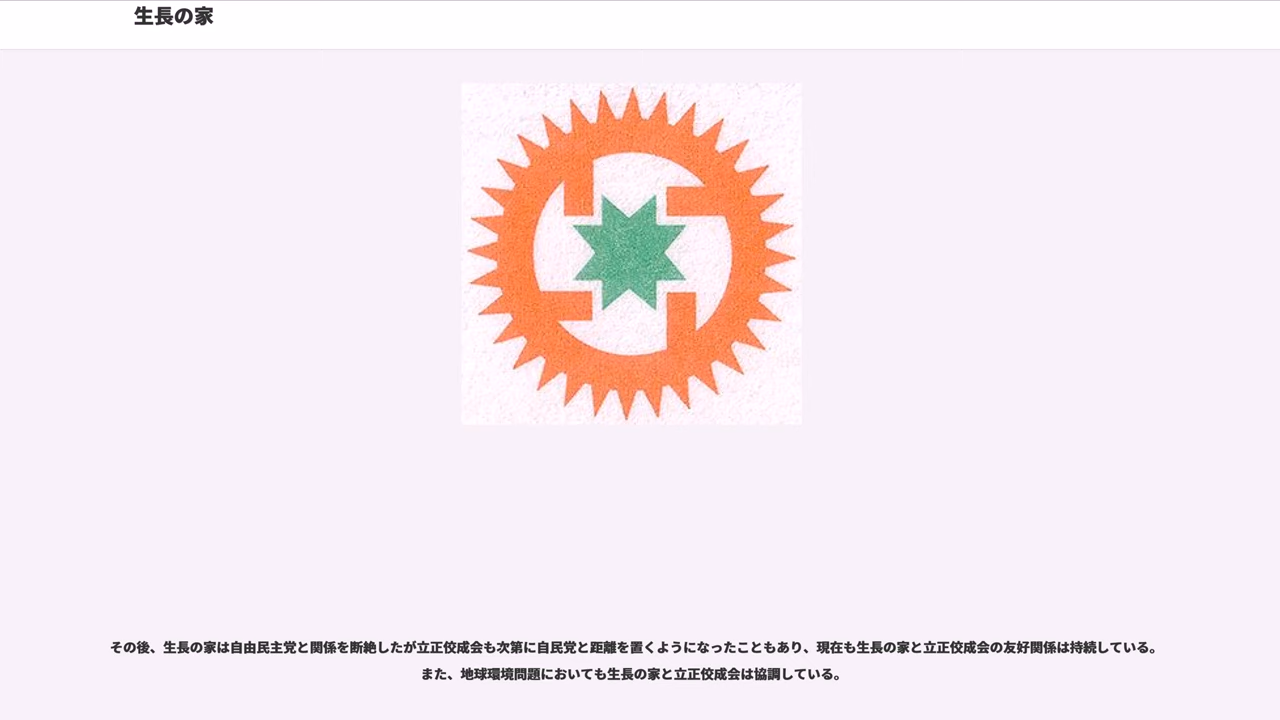 生長の家
その後、生長の家は自由民主党と関係を断絶したが立正佼成会も次第に自民党と距離を置くようになったこともあり、現在も生長の家と立正佼成会の友好関係は持続している。
また、地球環境問題においても生長の家と立正佼成会は協調している。